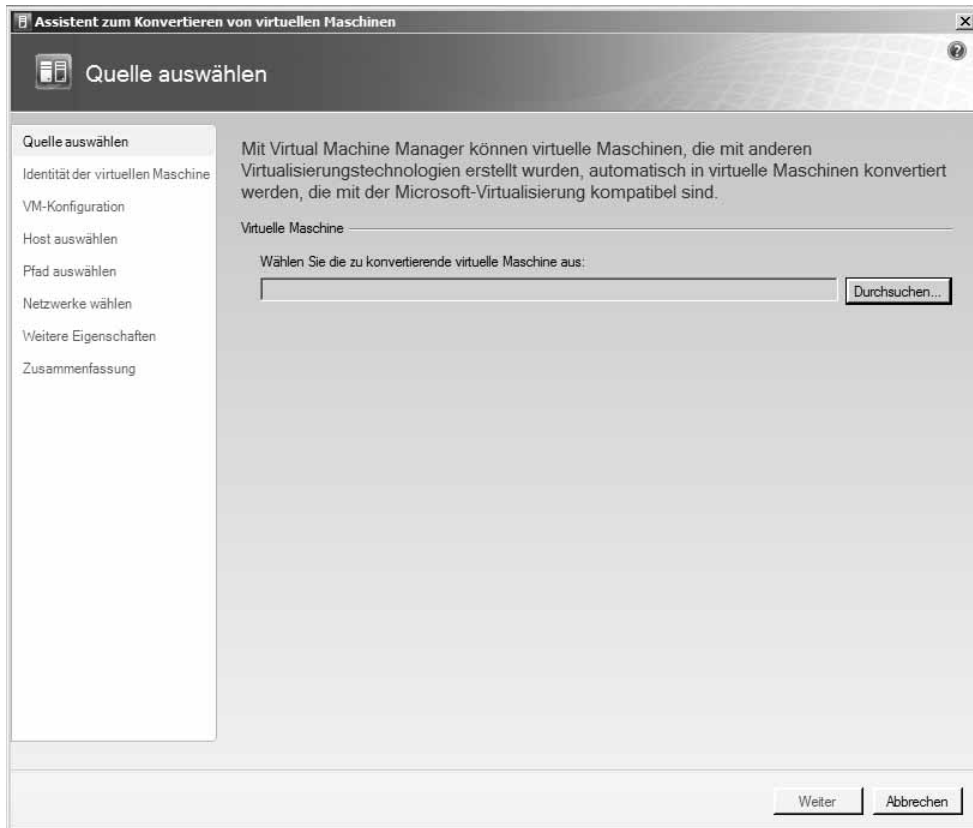 Assistent zum Konvertieren von virtuellen Maschinen
Quelle auswählen
Quelle auswählen
Identität der virtuellen Maschine
VM-Konfiguration
Host auswählen
Pfad auswählen
Netzwerke wählen
Weitere Eigenschaften
Zusammenfassung
Mit Virtual Machine Manager können virtuelle Maschinen, die mit anderen
Virtualisierungstechnologien erstellt wurden, automatisch in virtuelle Maschinen konvertiert
werden, die mit der Microsoft-Virtualisierung kompatibel sind.
Virtuelle Maschine
Wählen Sie die zu konvertierende virtuelle Maschine aus:
Durchsuchen...
Weiter
Abbrechen